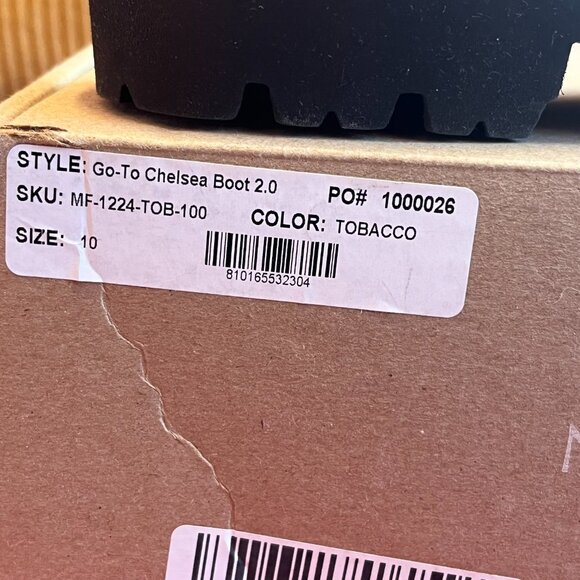 STYLE: Go-To Chelsea Boot 2.0 PO# 1000026
SKU: MF-1224-TOB-100 COLOR: TOBACCO
SIZE: 10
810165532304